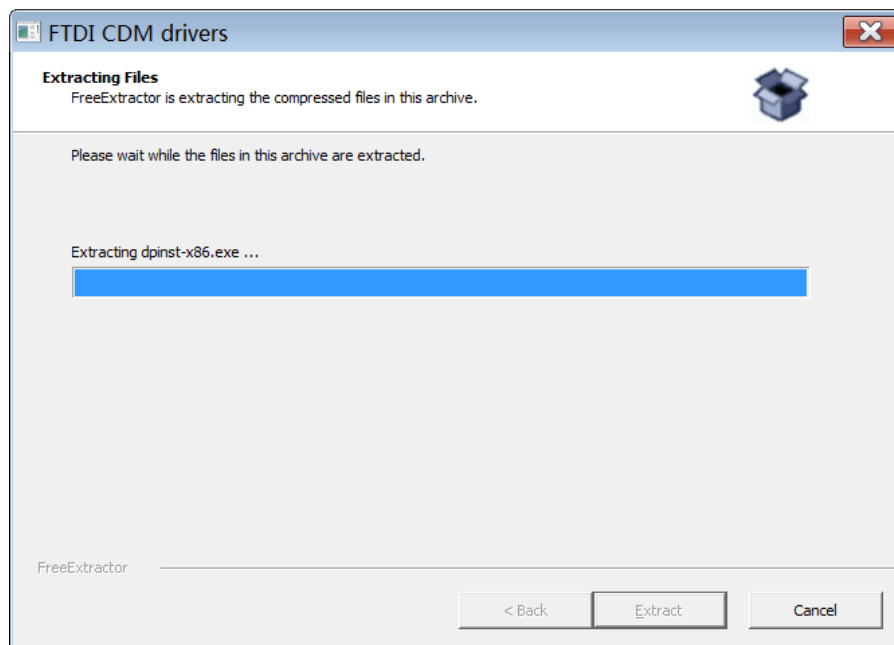 FTDI CDM drivers
Extracting Files
FreeExtractor is extracting the compressed files in this archive.
Please wait while the files in this archive are extracted.
Extracting dpinst-x86.exe ...
FreeExtractor
< Back
Extract
Cancel